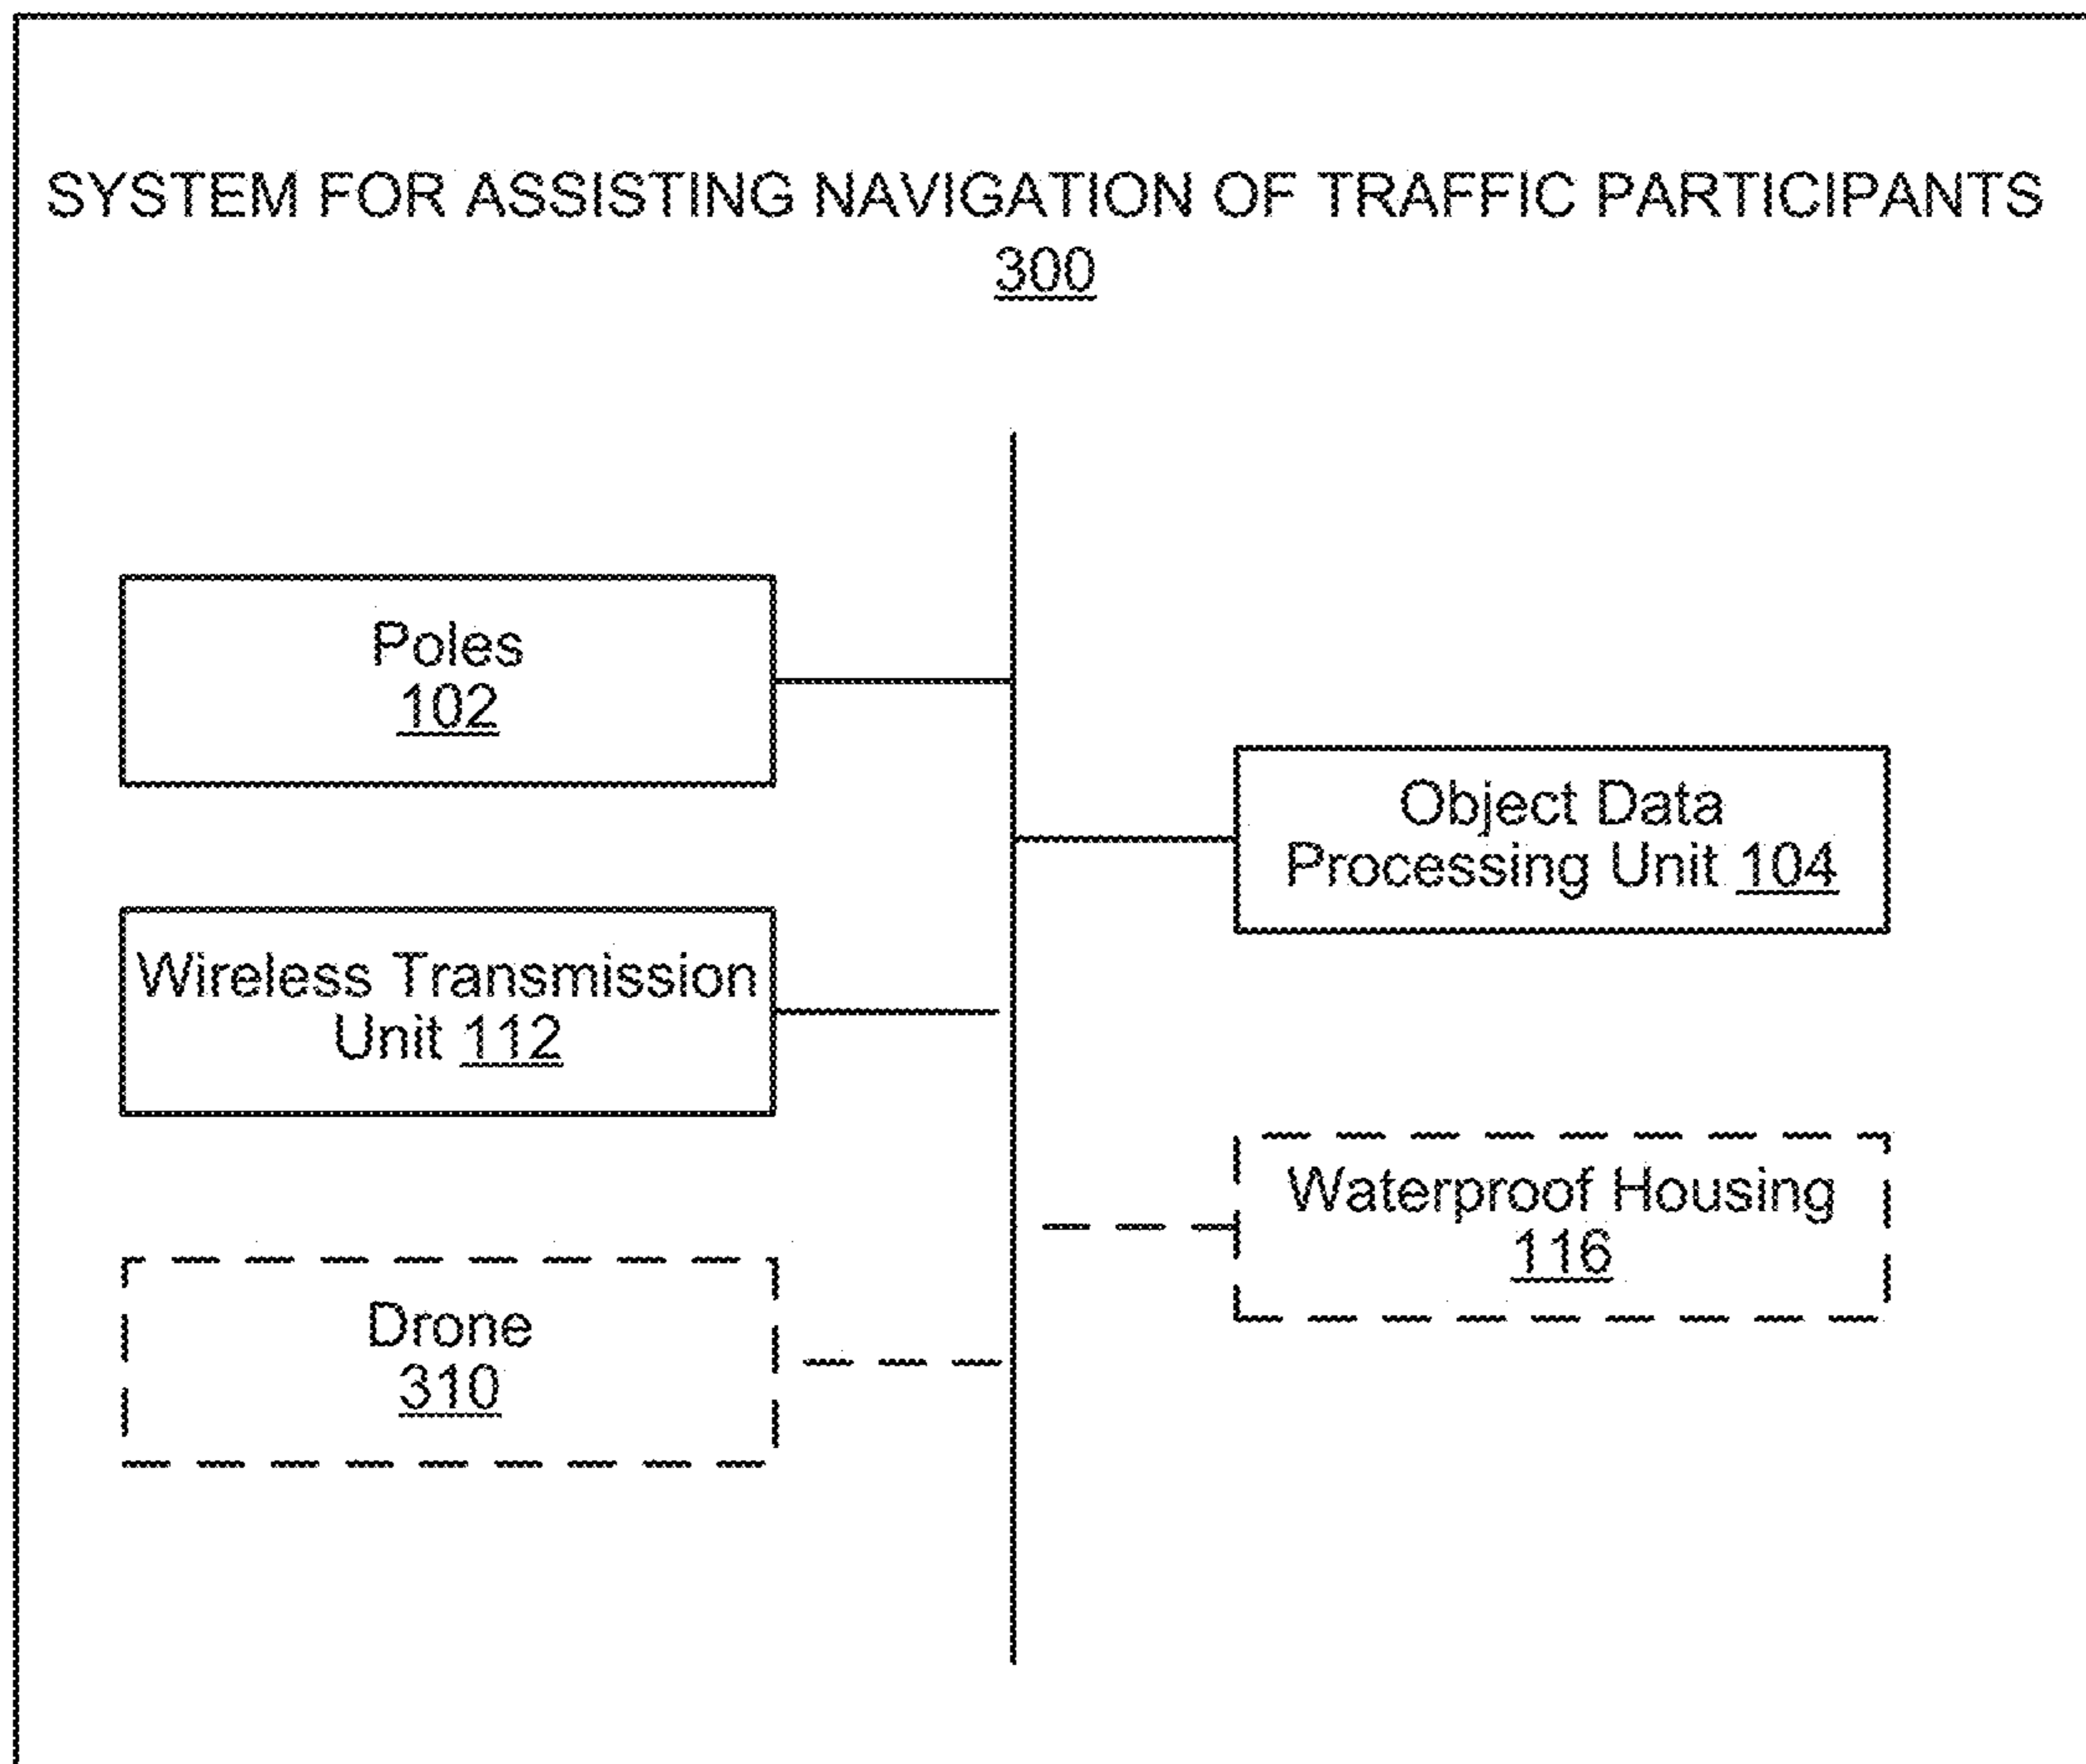 SYSTEM FOR ASSISTING NAVIGATION OF TRAFFIC PARTICIPANTS
300
Poles
102
Object Data
Processing Unit 104
Wireless Transmission
Unit 112
Waterproof Housing
116
Drone
310